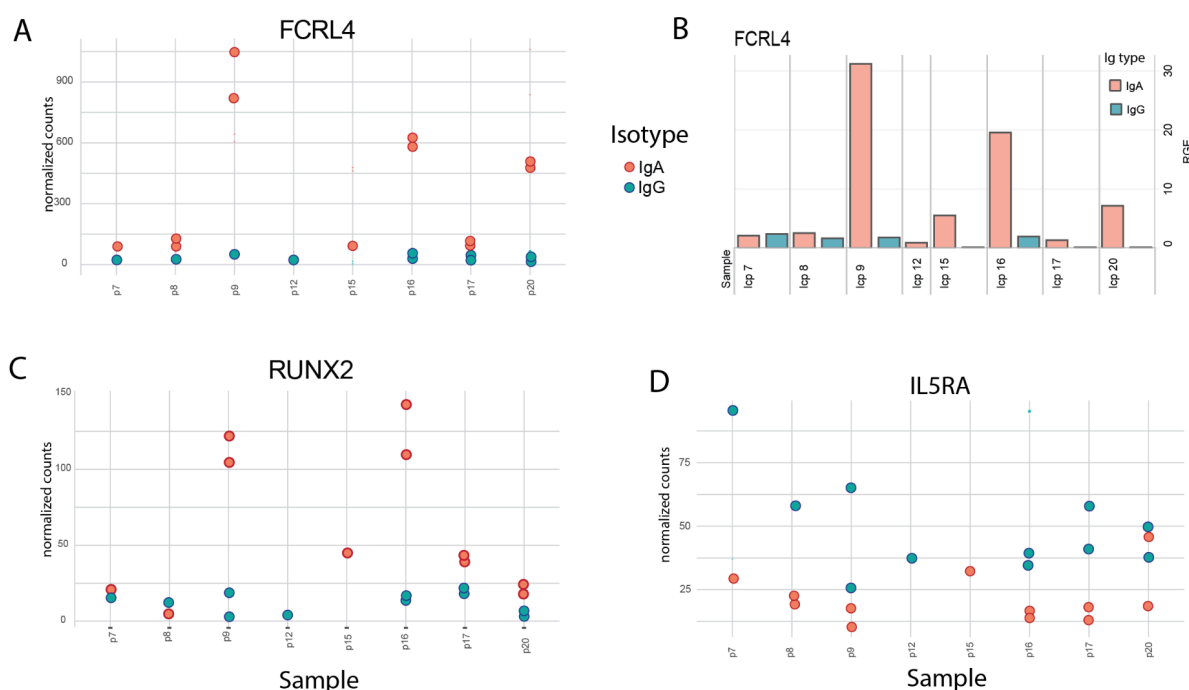 A
FCRL4
normalized counts
900
600
300
0
p7
p8
p9
p12
p15
p16
p17
p20
Isotype
IgA
IgG
B
FCRL4
Ig type
IgA
IgG
30
20
10
0
RGE
Sample
lcp 7
lcp 8
lcp 9
lcp 12
lcp 15
lcp 16
lcp 17
lcp 20
C
RUNX2
normalized counts
150
100
50
0
p7
p8
p9
p12
p15
p16
p17
p20
Sample
D
IL5RA
normalized counts
75
50
25
p7
p8
p9
p12
p15
p16
p17
p20
Sample